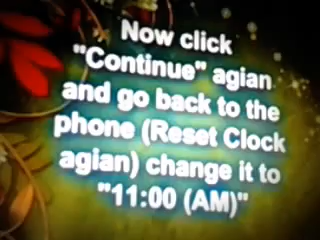 Now click
"Continue" agian
and go back to the
phone (Reset Clock
agian) change it to
"11:00 (AM)"